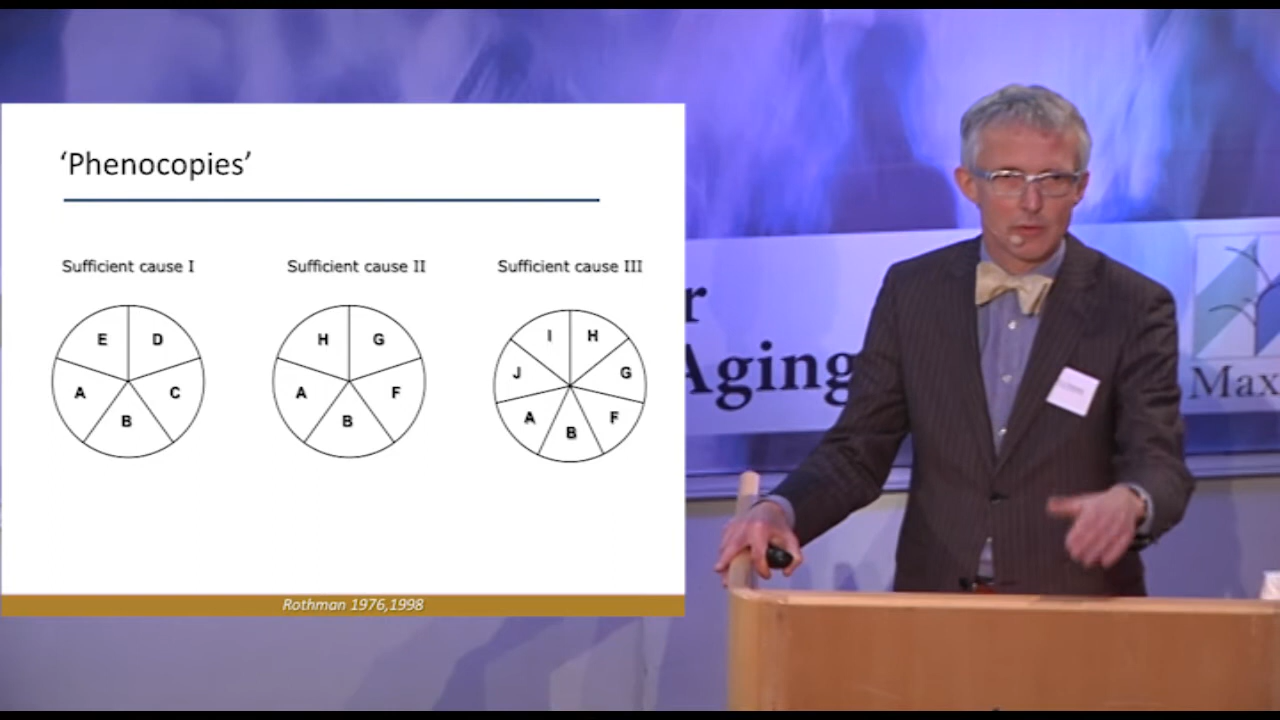 ‘Phenocopies’
Sufficient cause I
Sufficient cause II
Sufficient cause III
E D
A C
B
H G
A F
B
I H
J G
A F
B
Rothman 1976,1998
r
Aging
Max